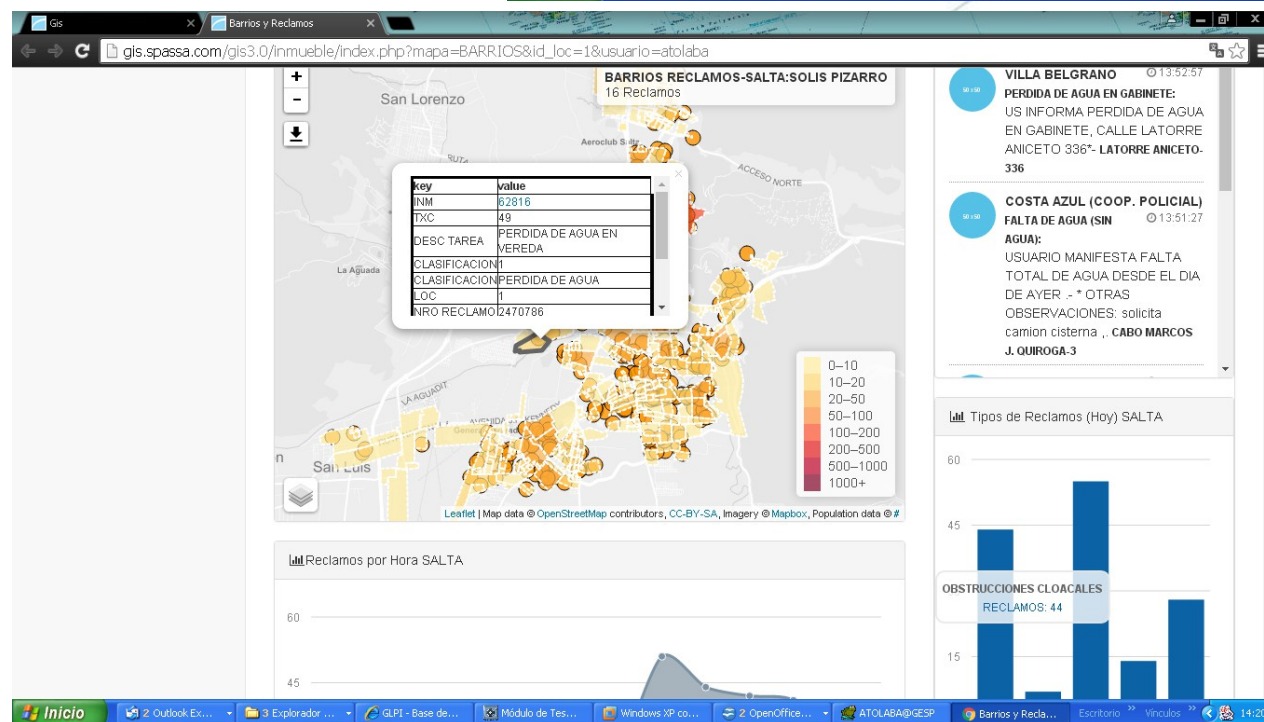 Gis
Barrios y Reclamos
gis.spassa.com/gis3.0/inmueble/index.php?mapa=BARRIOS&id_loc=1&usuario=atolaba
+
-
San Lorenzo
Aeroclub Salta
RUTA
ACCESO NORTE
La Aguada
LA AGUADIT
AVENIDA J. F. KENNEDY
San Luis
BARRIOS RECLAMOS-SALTA:SOLIS PIZARRO
16 Reclamos
key value
INM 62816
TXC 49
DESC TAREA PERDIDA DE AGUA EN
VEREDA
CLASIFICACION 1
CLASIFICACION PERDIDA DE AGUA
LOC 1
NRO RECLAMO 2470786
0–10
10–20
20–50
50–100
100–200
200–500
500–1000
1000+
Leaflet | Map data © OpenStreetMap contributors, CC-BY-SA, Imagery © Mapbox, Population data © #
50 x 50
VILLA BELGRANO 13:52:57
PERDIDA DE AGUA EN GABINETE:
US INFORMA PERDIDA DE AGUA
EN GABINETE, CALLE LATORRE
ANICETO 336*- LATORRE ANICETO-
336
50 x 50
COSTA AZUL (COOP. POLICIAL)
FALTA DE AGUA (SIN 13:51:27
AGUA):
USUARIO MANIFESTA FALTA
TOTAL DE AGUA DESDE EL DIA
DE AYER .- * OTRAS
OBSERVACIONES: solicita
camion cisterna ,. CABO MARCOS
J. QUIROGA-3
Reclamos por Hora SALTA
60
45
Tipos de Reclamos (Hoy) SALTA
60
45
15
OBSTRUCCIONES CLOACALES
RECLAMOS: 44
Inicio
2 Outlook Ex...
3 Explorador ...
GLPI - Base de...
Módulo de Tes...
Windows XP co...
2 OpenOffice...
ATOLABA@GESP
Barrios y Recla...
Escritorio
Vínculos
14:20